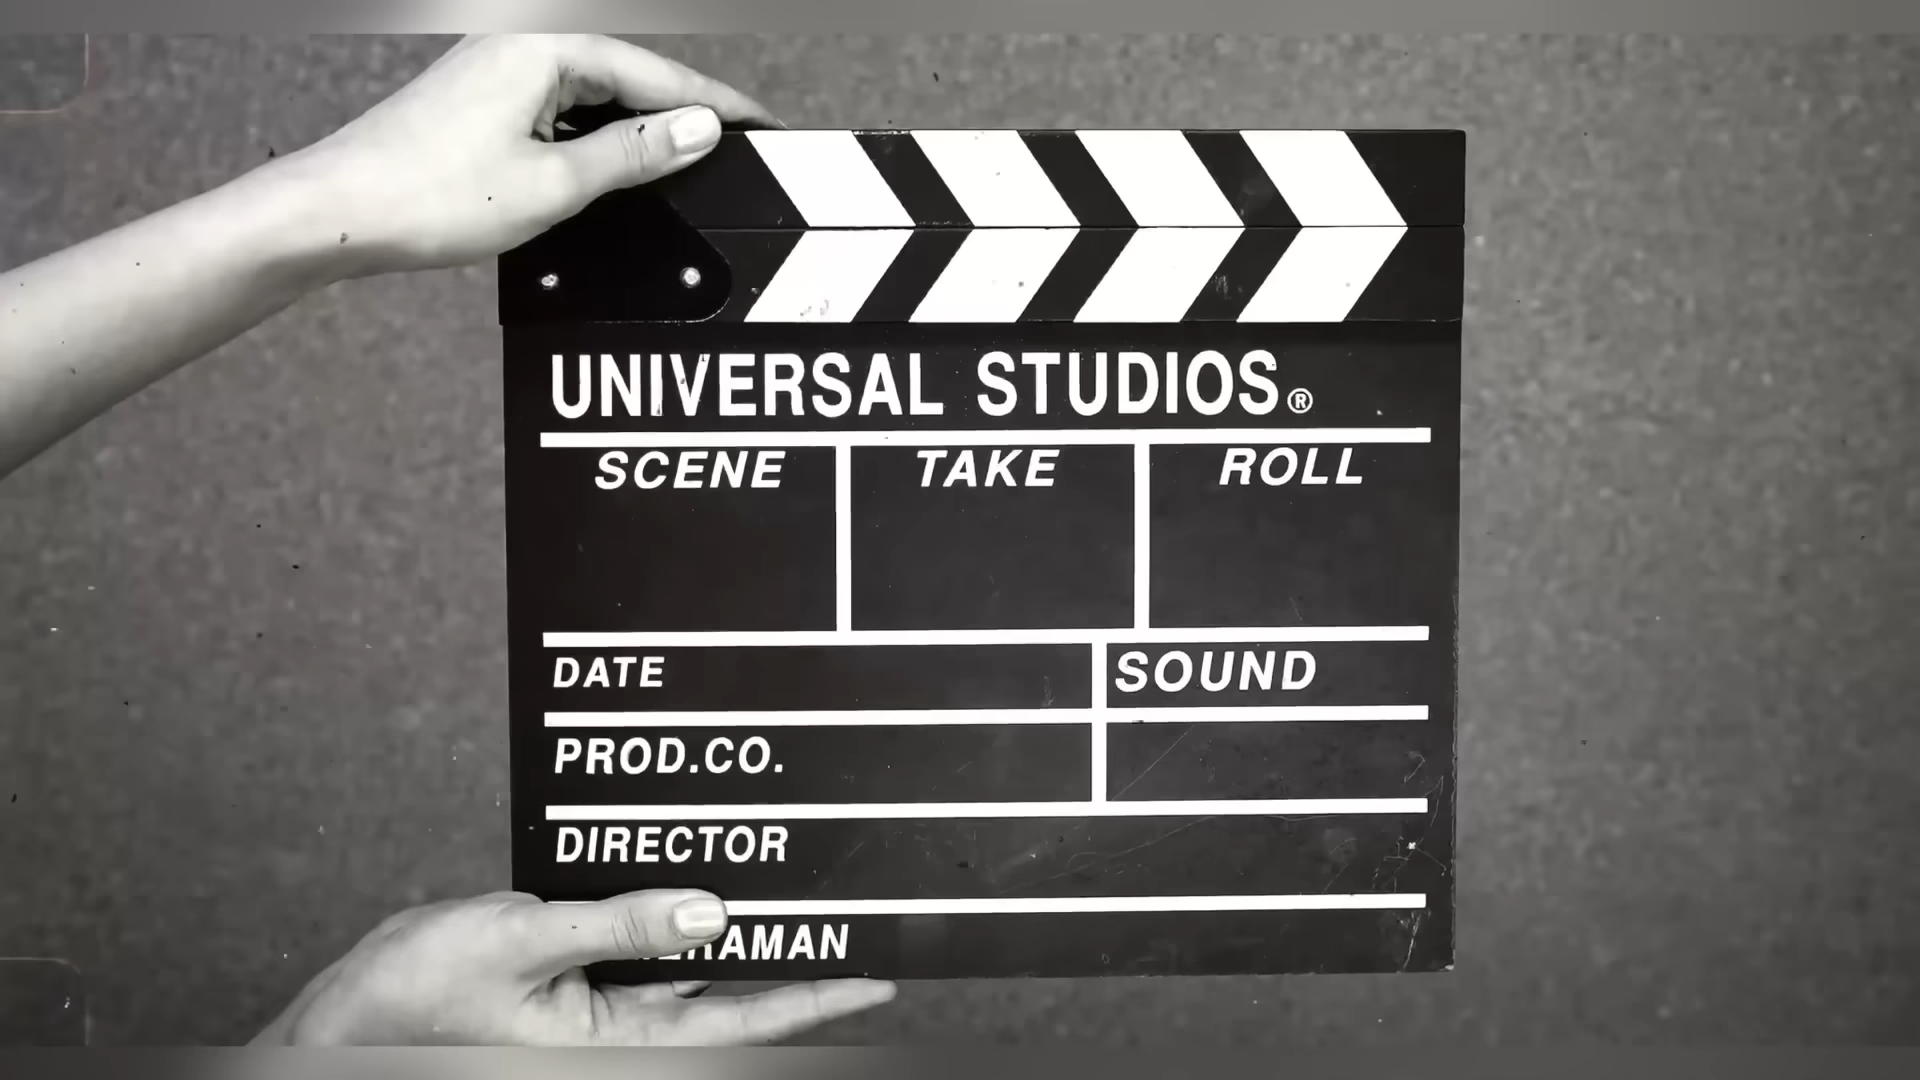 UNIVERSAL STUDIOS®
SCENE TAKE ROLL
DATE SOUND
PROD.CO.
DIRECTOR